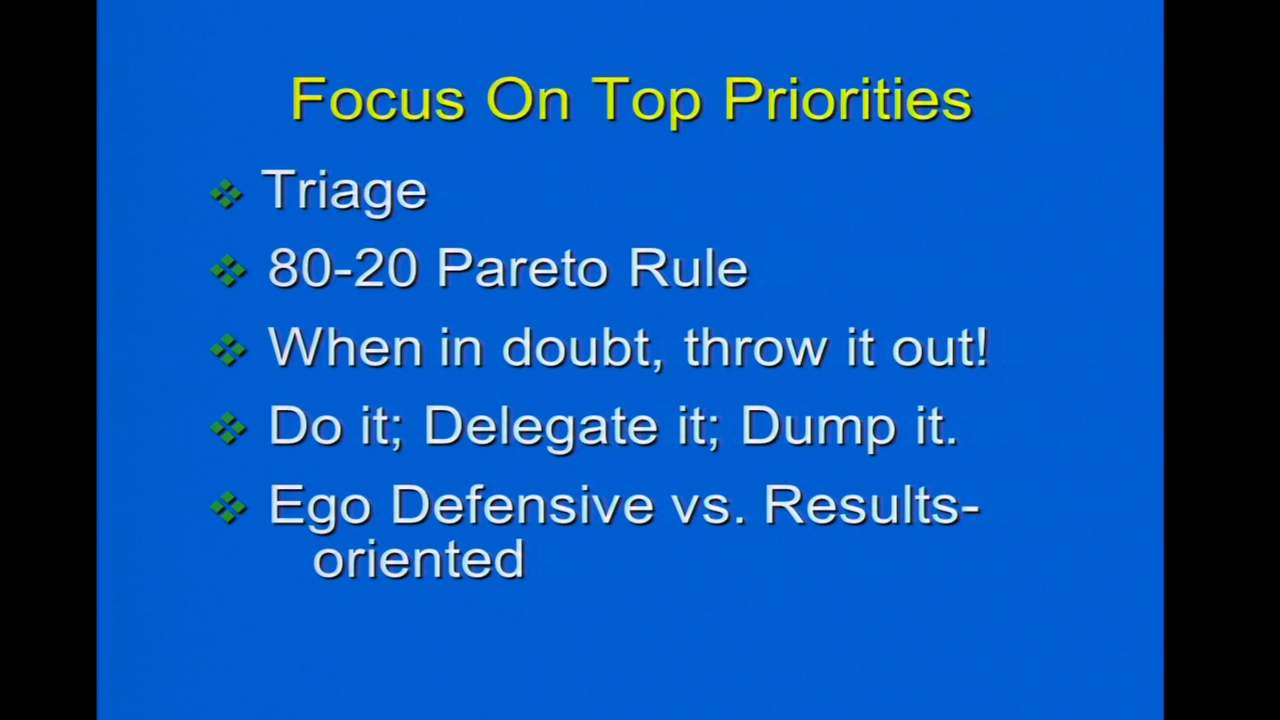 Focus On Top Priorities
Triage
80-20 Pareto Rule
When in doubt, throw it out!
Do it; Delegate it; Dump it.
Ego Defensive vs. Results-
oriented